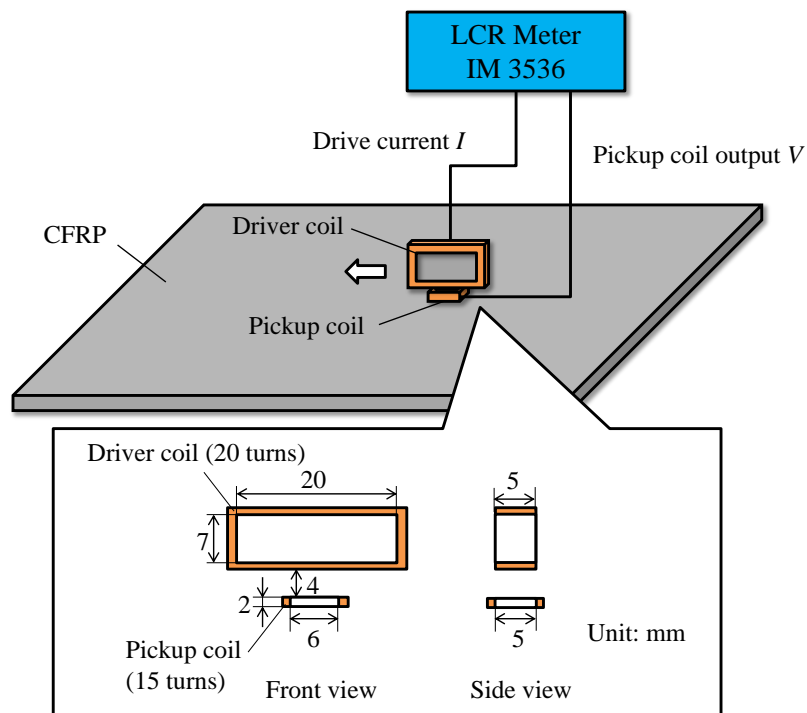 LCR Meter
IM 3536
Drive current I
Pickup coil output V
CFRP
Driver coil
Pickup coil
Driver coil (20 turns)
20
5
7
4
2
6
5
Unit: mm
Pickup coil
(15 turns)
Front view
Side view